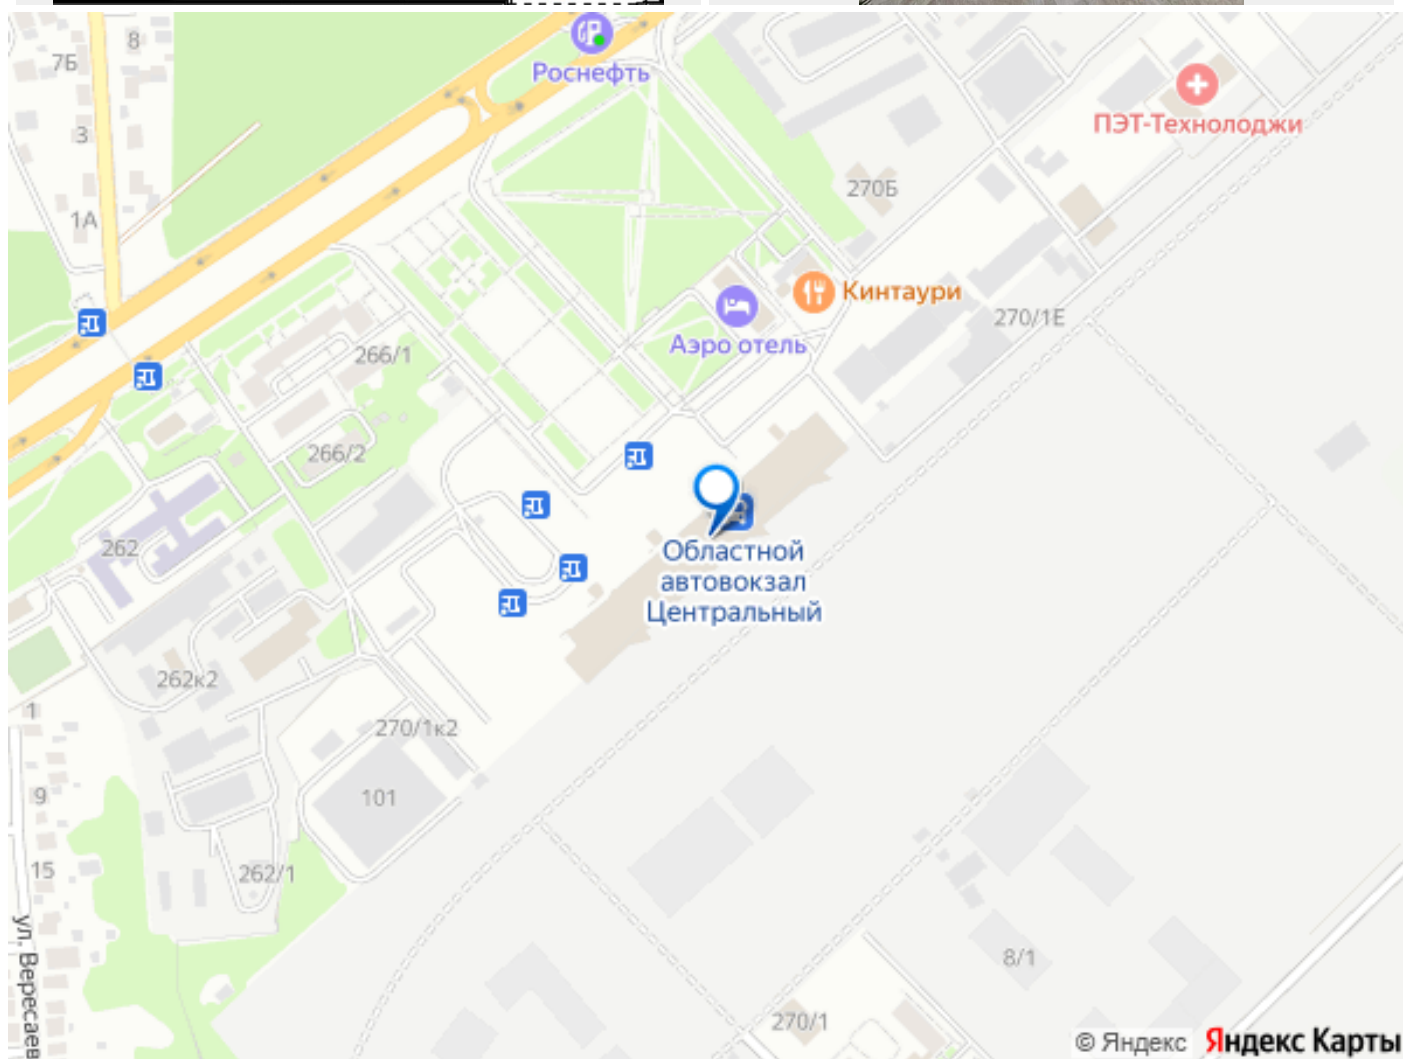 8
7Б
Роснефть
3
ПЭТ-Технолоджи
270Б
1А
Кинтаури
270/1Е
Аэро отель
266/1
266/2
262
Областной
автовокзал
Центральный
262к2
1
270/1к2
9
101
15
262/1
ул. Вересаев
8/1
270/1
© Яндекс Яндекс Карты